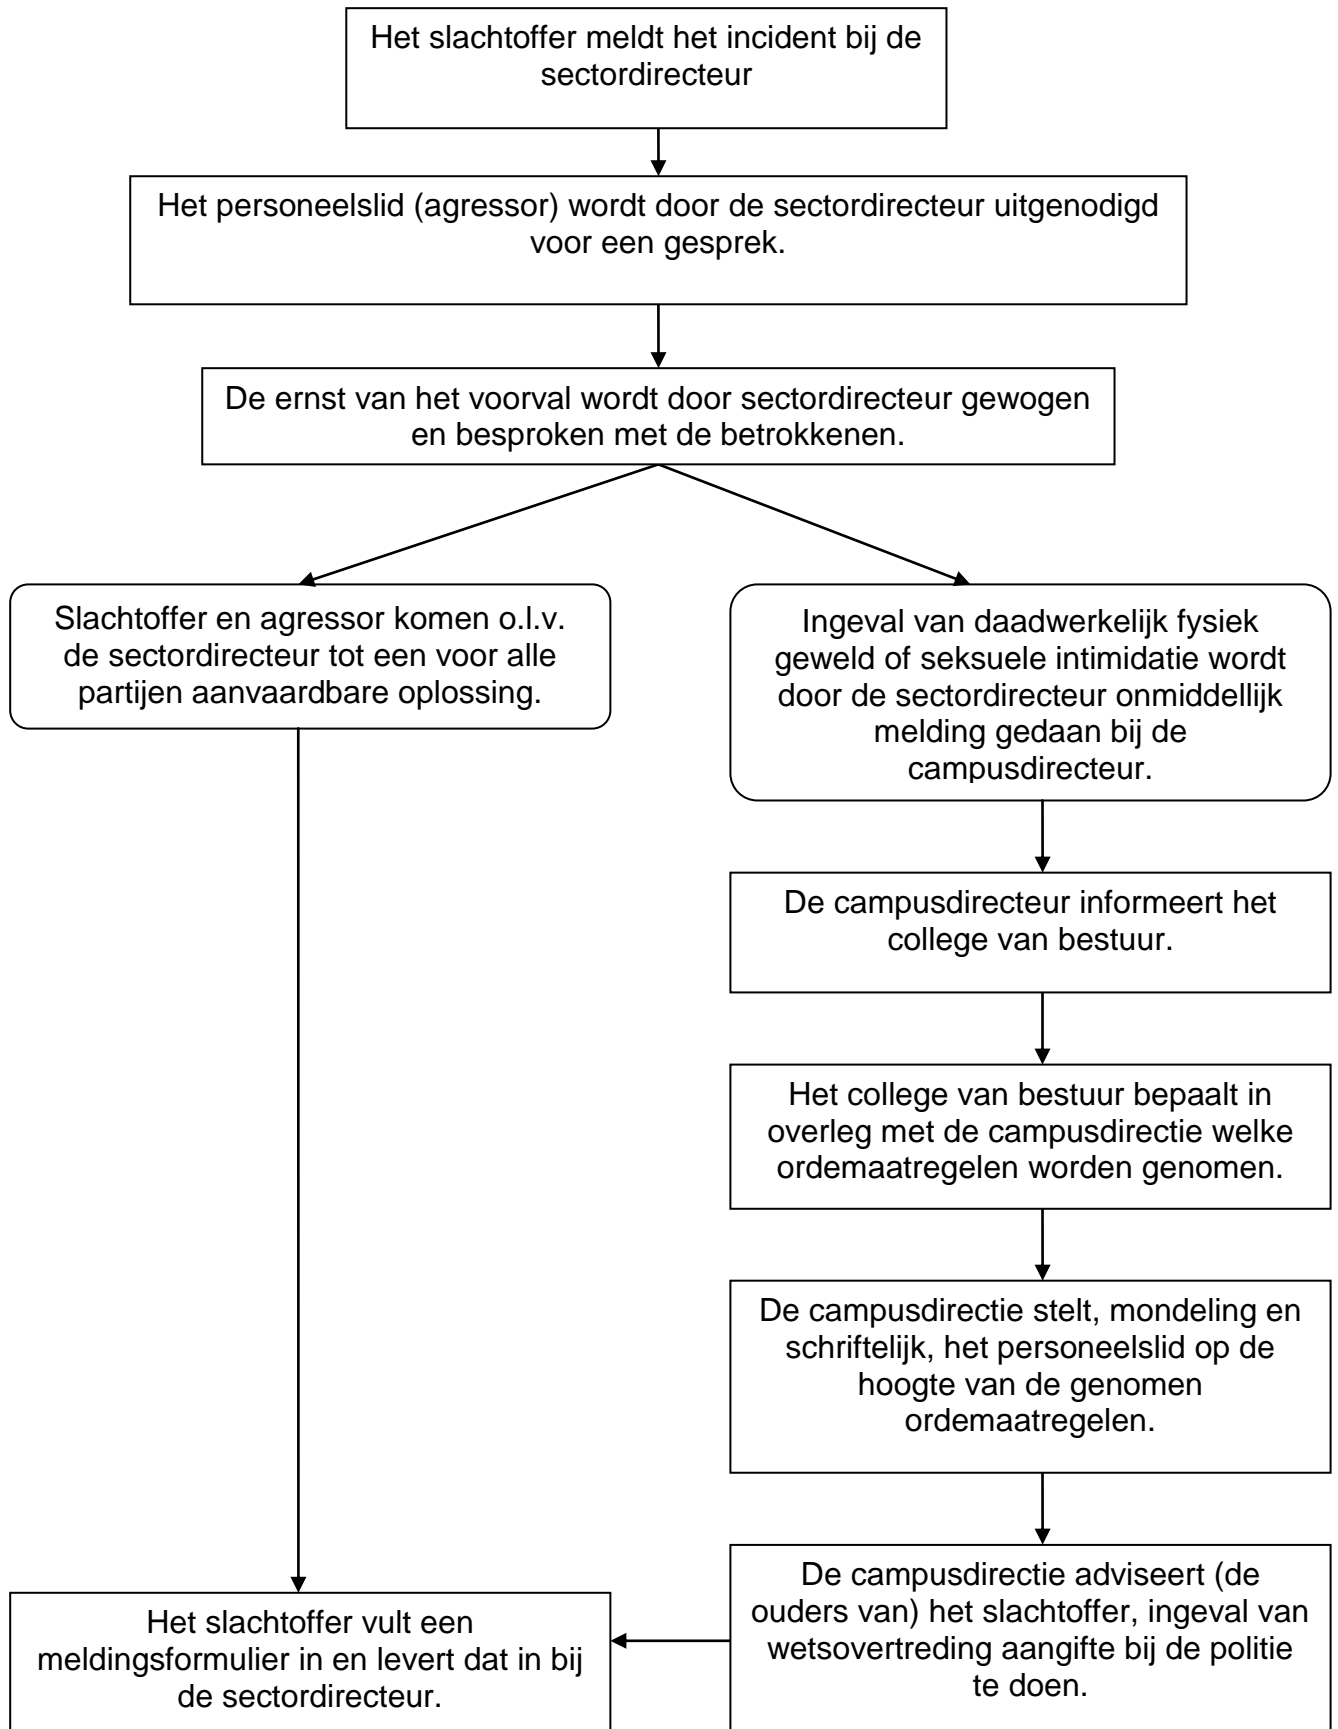 Het slachtoffer meldt het incident bij de
sectordirecteur
Het personeelslid (agressor) wordt door de sectordirecteur uitgenodigd
voor een gesprek.
De ernst van het voorval wordt door sectordirecteur gewogen
en besproken met de betrokkenen.
Slachtoffer en agressor komen o.l.v.
de sectordirecteur tot een voor alle
partijen aanvaardbare oplossing.
Ingeval van daadwerkelijk fysiek
geweld of seksuele intimidatie wordt
door de sectordirecteur onmiddellijk
melding gedaan bij de
campusdirecteur.
De campusdirecteur informeert het
college van bestuur.
Het college van bestuur bepaalt in
overleg met de campusdirectie welke
ordemaatregelen worden genomen.
De campusdirectie stelt, mondeling en
schriftelijk, het personeelslid op de
hoogte van de genomen
ordemaatregelen.
De campusdirectie adviseert (de
ouders van) het slachtoffer, ingeval van
wetsovertreding aangifte bij de politie
te doen.
Het slachtoffer vult een
meldingsformulier in en levert dat in bij
de sectordirecteur.